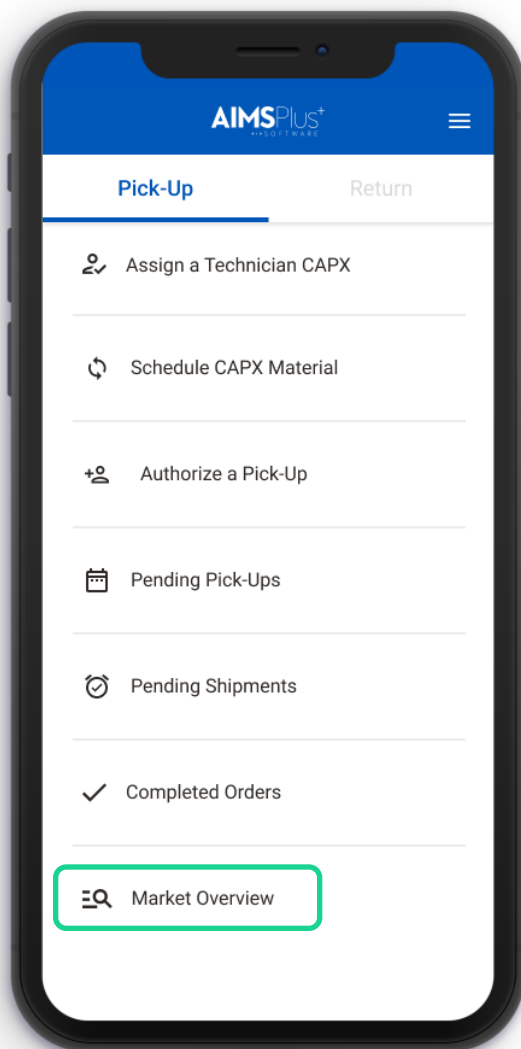 AIMSPlus+
SOFTWARE
Pick-Up
Return
Assign a Technician CAPX
Schedule CAPX Material
Authorize a Pick-Up
Pending Pick-Ups
Pending Shipments
Completed Orders
Market Overview